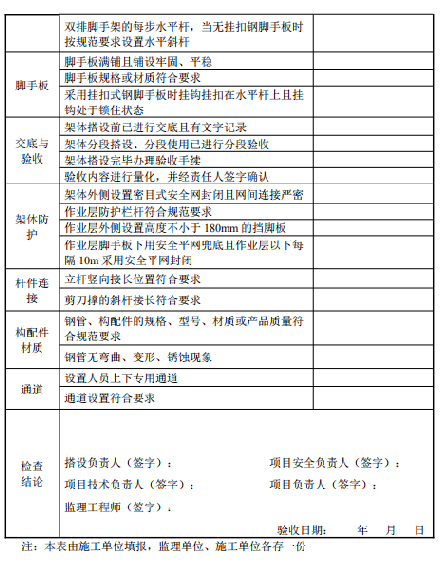 双排脚手架的每步水平杆，当无挂扣钢脚手板时
按规范要求设置水平斜杆
脚手板
脚手板满铺且铺设牢固、平稳
脚手板规格或材质符合要求
采用挂扣式钢脚手板时挂钩挂扣在水平杆上且挂
钩处于锁住状态
交底与
验收
架体搭设前已进行交底且有文字记录
架体分段搭设、分段使用已进行分段验收
架体搭设完毕办理验收手续
验收内容进行量化，并经责任人签字确认
架体防
护
架体外侧设置密目式安全网封闭且网间连接严密
作业层防护栏杆符合规范要求
作业层外侧设置高度不小于 180mm 的挡脚板
作业层脚手板下用安全平网兜底且作业层以下每
隔 10m 采用安全平网封闭
杆件连
接
立杆竖向接长位置符合要求
剪刀撑的斜杆接长符合要求
构配件
材质
钢管、构配件的规格、型号、材质或产品质量符
合规范要求
钢管无弯曲、变形、锈蚀现象
通道
设置人员上下专用通道
通道设置符合要求
检查
结论
搭设负责人（签字）： 项目安全负责人（签字）：
项目技术负责人（签字）： 项目负责人（签字）：
监理工程师（签字）：
验收日期： 年 月 日
注：本表由施工单位填报，监理单位、施工单位各存一份